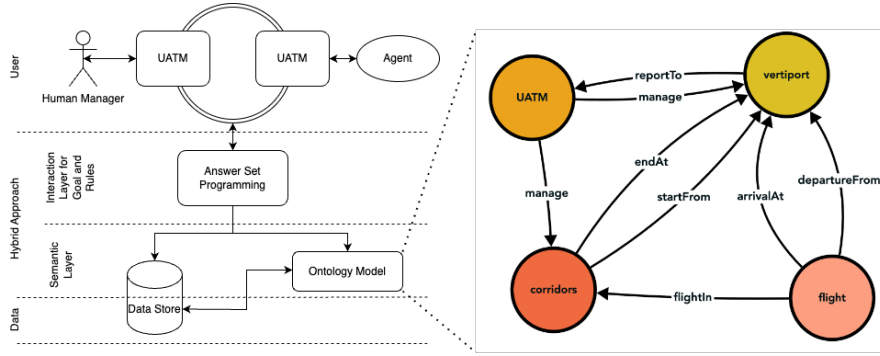 User
Human Manager
UATM
UATM
Agent
Hybrid Approach
Interaction
Layer for
Goal and
Rules
Answer Set
Programming
Semantic
Layer
Ontology Model
Data Store
Data
UATM
vertiport
reportTo
manage
manage
endAt
startFrom
arrivalAt
departureFrom
corridors
flightIn
flight